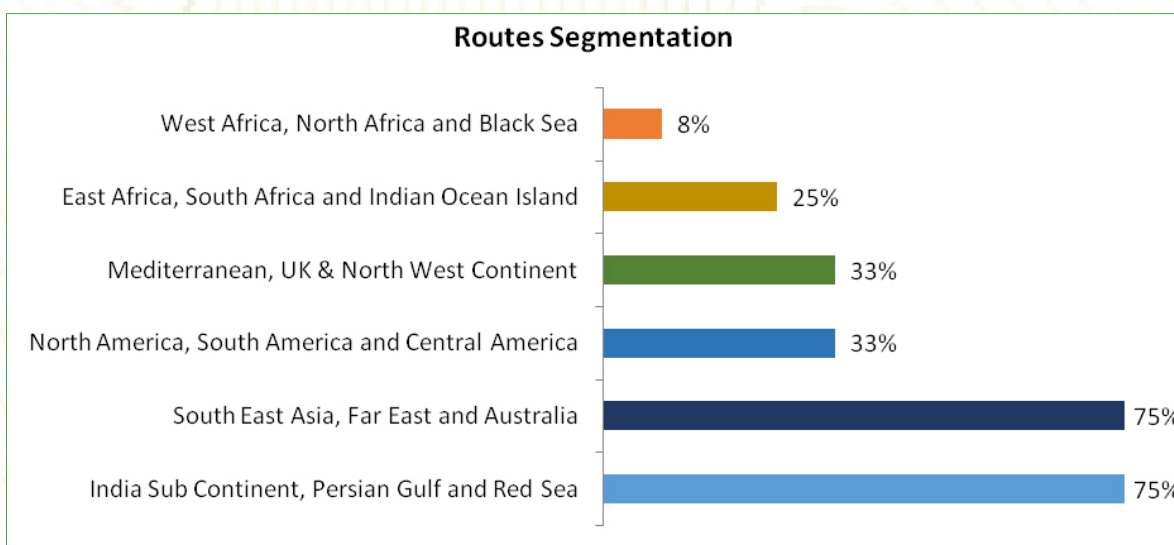 Routes Segmentation
West Africa, North Africa and Black Sea 8%
East Africa, South Africa and Indian Ocean Island 25%
Mediterranean, UK & North West Continent 33%
North America, South America and Central America 33%
South East Asia, Far East and Australia 75%
India Sub Continent, Persian Gulf and Red Sea 75%